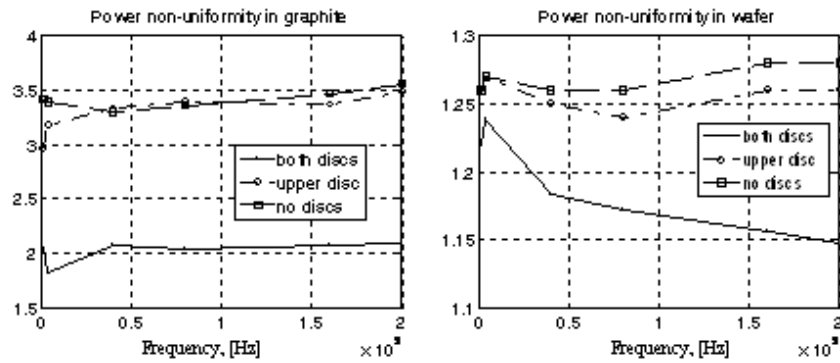 Power non-uniformity in graphite
4
3.5
3
2.5
2
1.5
both discs
upper disc
no discs
0
0.5
1
1.5
2
Frequency, [Hz]
Power non-uniformity in wafer
1.3
1.25
1.2
1.15
1.1
both discs
upper disc
no discs
0
0.5
1
1.5
2
Frequency, [Hz]